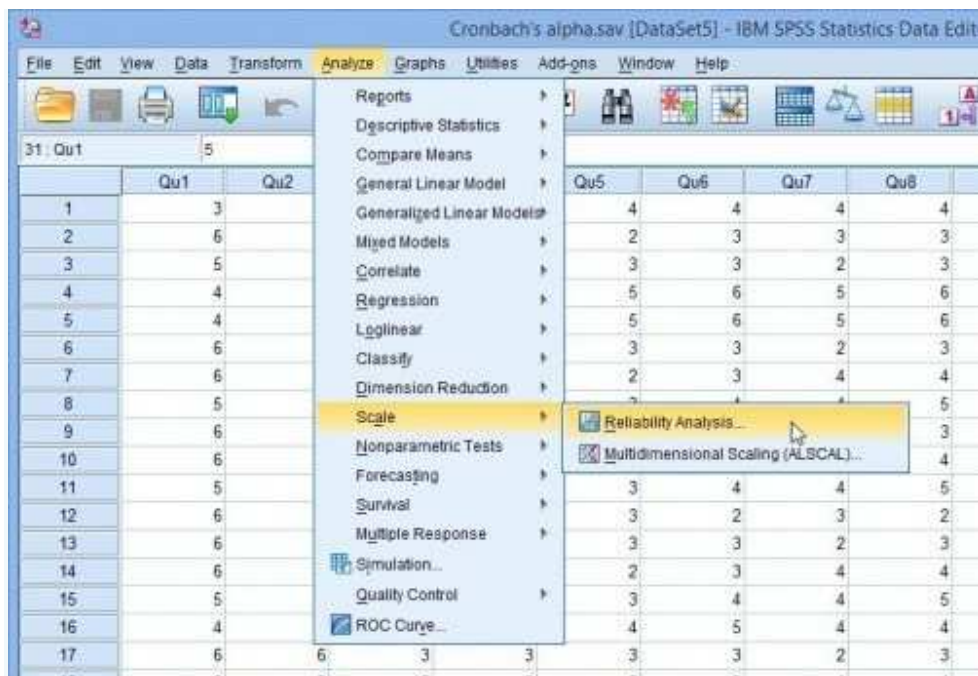 Cronbach's alpha.sav [DataSet5] - IBM SPSS Statistics Data Edit
File Edit View Data Transform Analyze Graphs Utilities Add-ons Window Help
31 : Qu1 5
Qu1 Qu2 Qu5 Qu6 Qu7 Qu8
Reports
Descriptive Statistics
Compare Means
General Linear Model
Generalized Linear Models
Mixed Models
Correlate
Regression
Loglinear
Classify
Dimension Reduction
Scale
Nonparametric Tests
Forecasting
Survival
Multiple Response
Simulation...
Quality Control
ROC Curve...
Reliability Analysis...
Multidimensional Scaling (ALSCAL)...
1 3 4 4 4 4
2 6 2 3 3 3
3 5 3 3 2 3
4 4 5 6 5 6
5 4 5 6 5 6
6 6 3 3 2 3
7 6 2 3 4 4
8 5 5
9 6 3
10 6 4
11 5 3 4 4 5
12 6 3 2 3 2
13 6 3 3 2 3
14 6 2 3 4 4
15 5 3 4 4 5
16 4 4 5 4 4
17 6 6 3 3 3 3 2 3